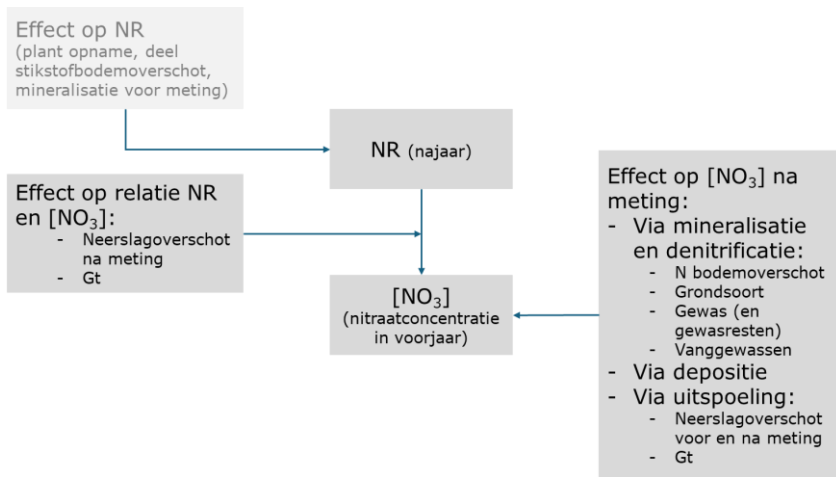 Effect op NR
(plant opname, deel
stikstofbodemoverschot,
mineralisatie voor meting)
NR (najaar)
Effect op relatie NR
en [NO₃]:
- Neerslagoverschot
na meting
- Gt
[NO₃]
(nitraatconcentratie
in voorjaar)
Effect op [NO₃] na
meting:
- Via mineralisatie
en denitrificatie:
- N bodemoverschot
- Grondsoort
- Gewas (en
gewasresten)
- Vanggewassen
- Via depositie
- Via uitspoeling:
- Neerslagoverschot
voor en na meting
- Gt